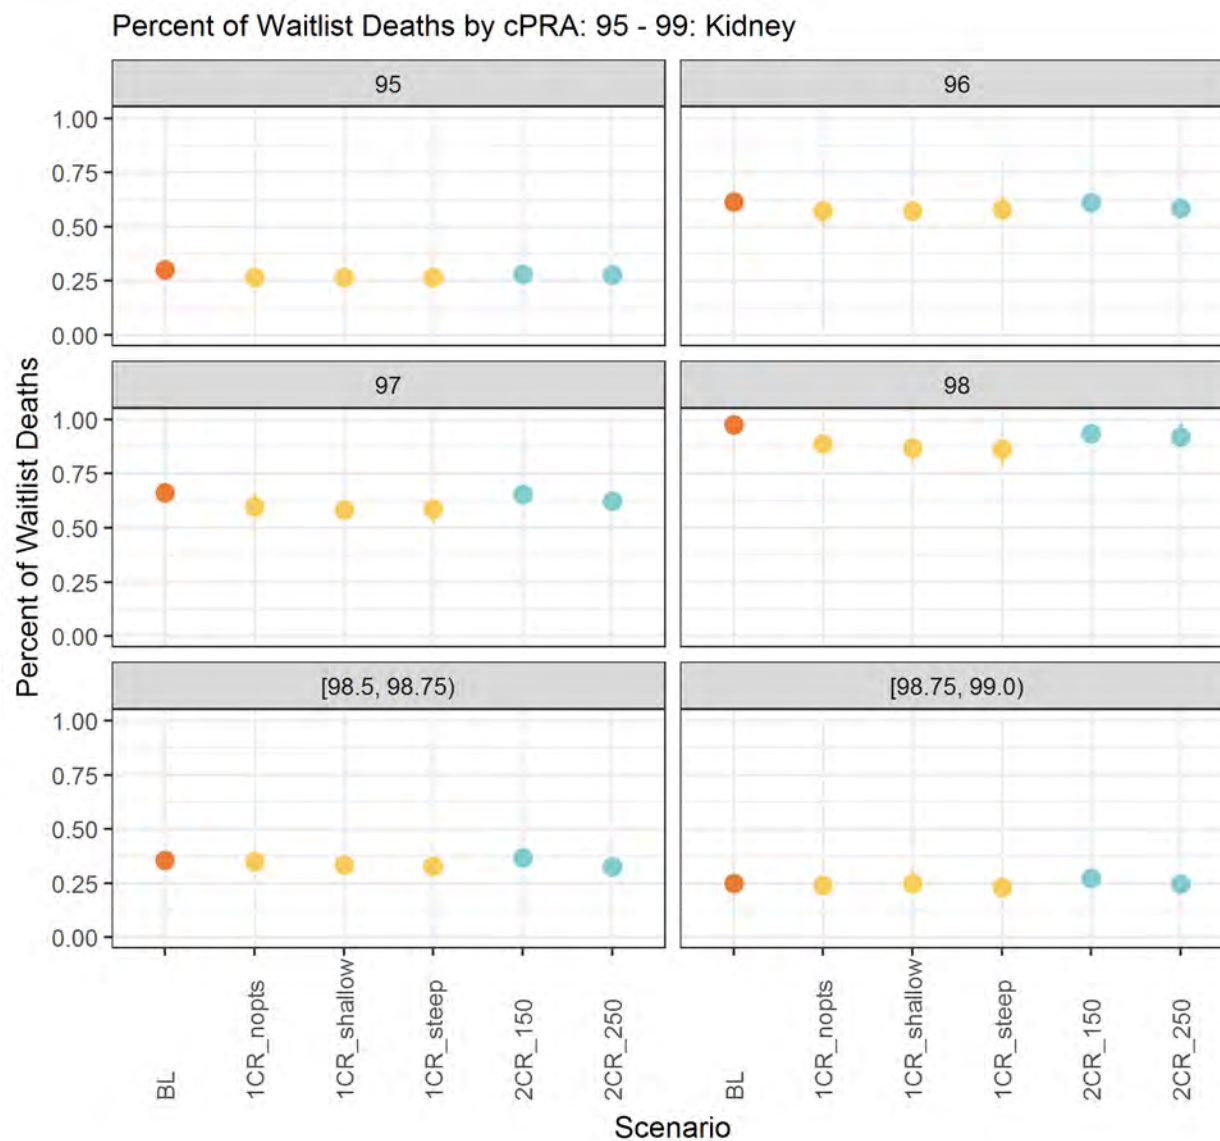 Percent of Waitlist Deaths by cPRA: 95 - 99: Kidney
95
96
1.00
0.75
0.50
0.25
0.00
97
98
1.00
0.75
0.50
0.25
0.00
Percent of Waitlist Deaths
[98.5, 98.75)
[98.75, 99.0)
1.00
0.75
0.50
0.25
0.00
BL
1CR_nopts
1CR_shallow
1CR_steep
2CR_150
2CR_250
BL
1CR_nopts
1CR_shallow
1CR_steep
2CR_150
2CR_250
Scenario